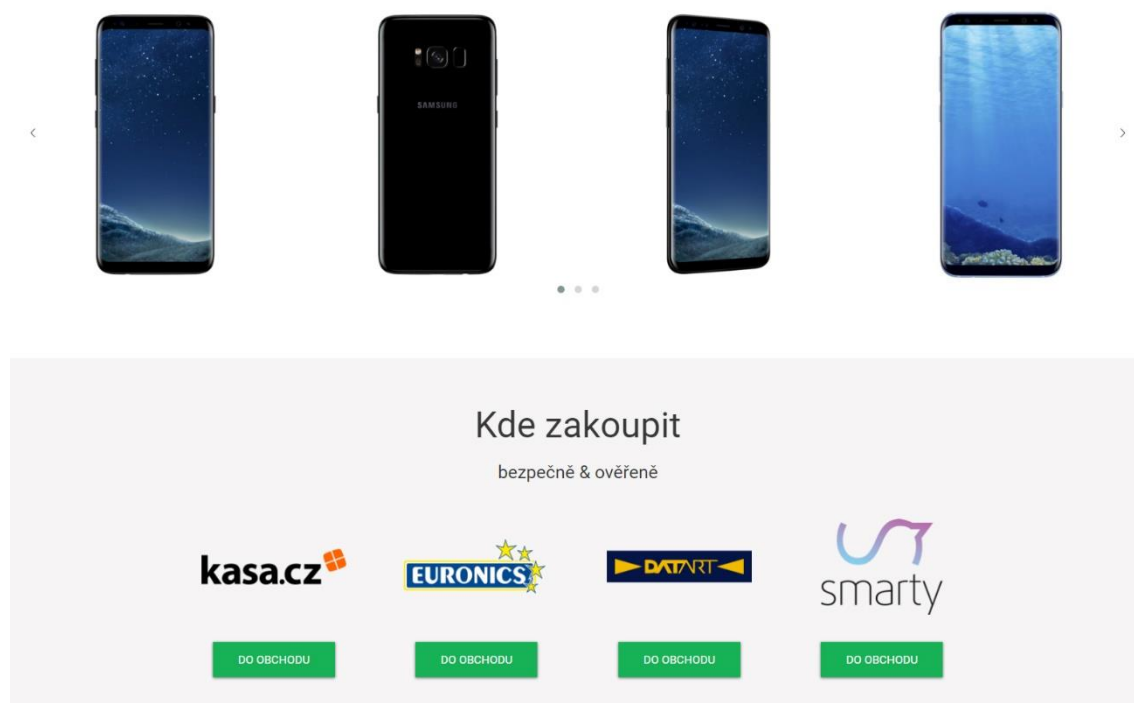 SAMSUNG
Kde zakoupit
bezpečně & ověřeně
kasa.cz
EURONICS
DATART
smarty
DO OBCHODU
DO OBCHODU
DO OBCHODU
DO OBCHODU